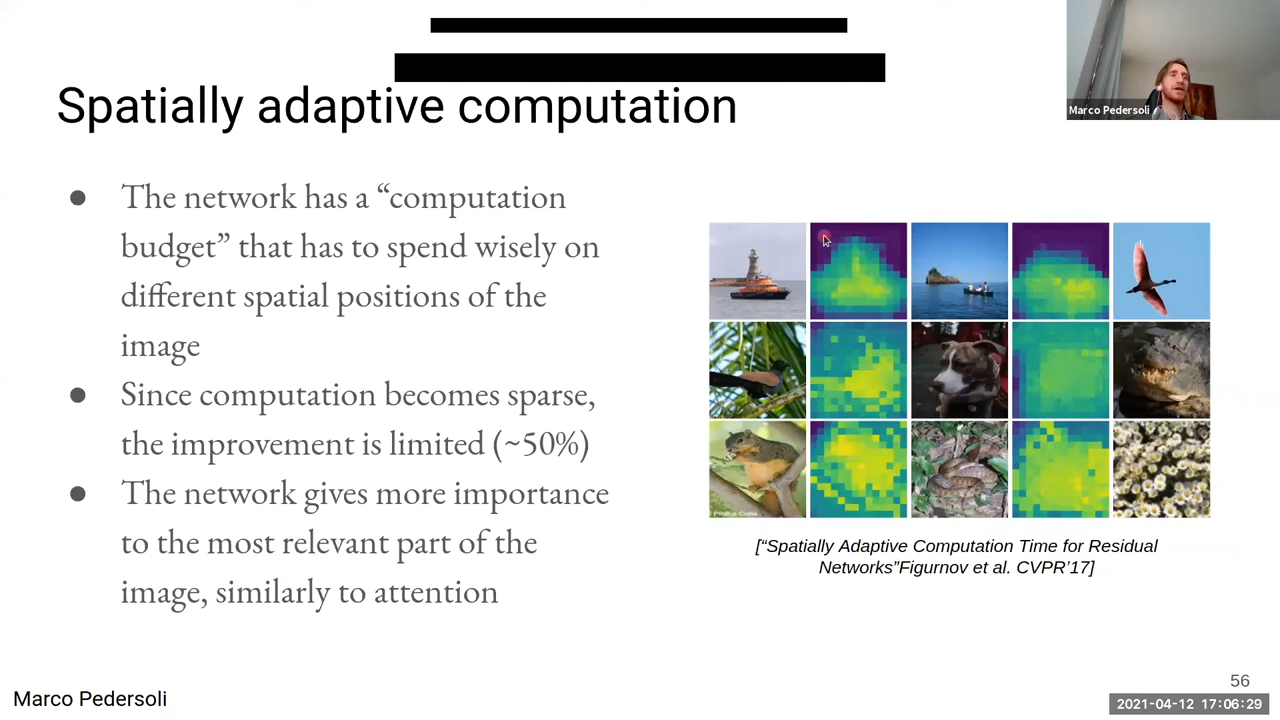 Marco Pedersoli
Spatially adaptive computation
● The network has a “computation
budget” that has to spend wisely on
different spatial positions of the
image
● Since computation becomes sparse,
the improvement is limited (~50%)
● The network gives more importance
to the most relevant part of the
image, similarly to attention
[“Spatially Adaptive Computation Time for Residual
Networks”Figurnov et al. CVPR’17]
56
Marco Pedersoli
2021-04-12 17:06:29